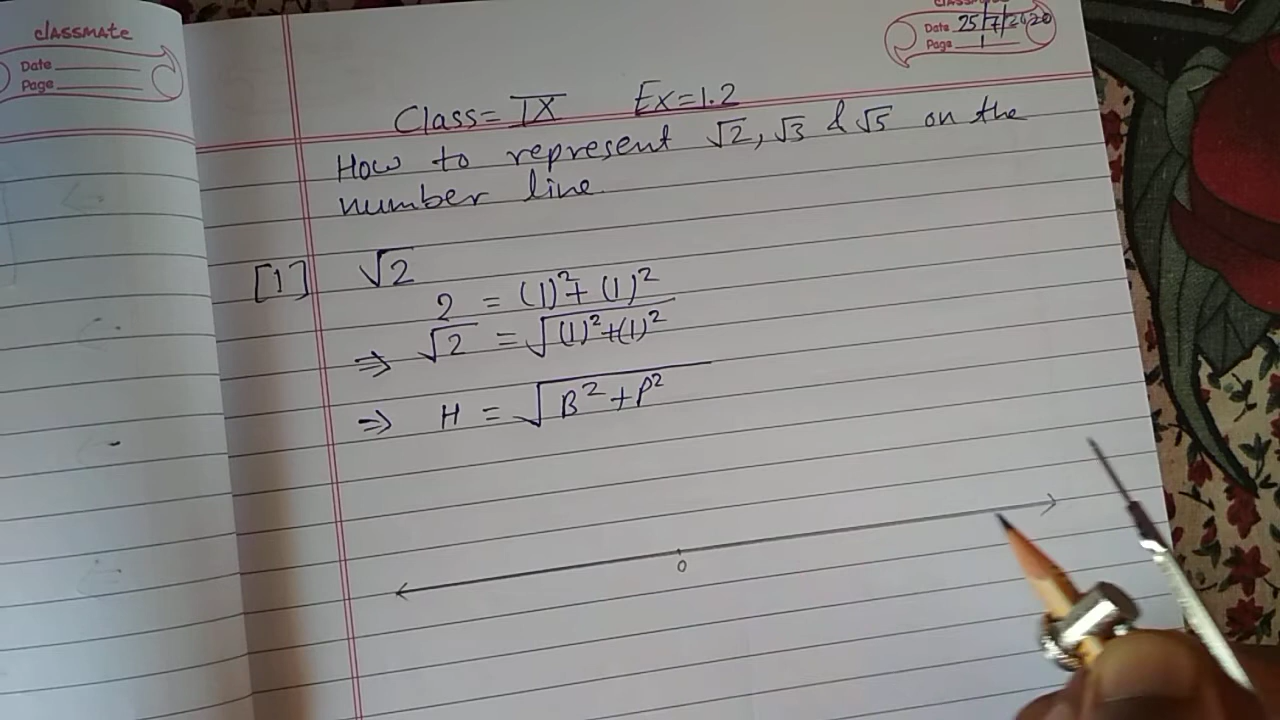 classmate
Date
Page
classmate
Date 25/7/2020
Page 1
Class= IX Ex=1.2
How to represent √2, √3 & √5 on the
number line.
[1] √2
2 = (1)²+ (1)²
⇒ √2 = √(1)²+(1)²
⇒ H = √B²+P²
0